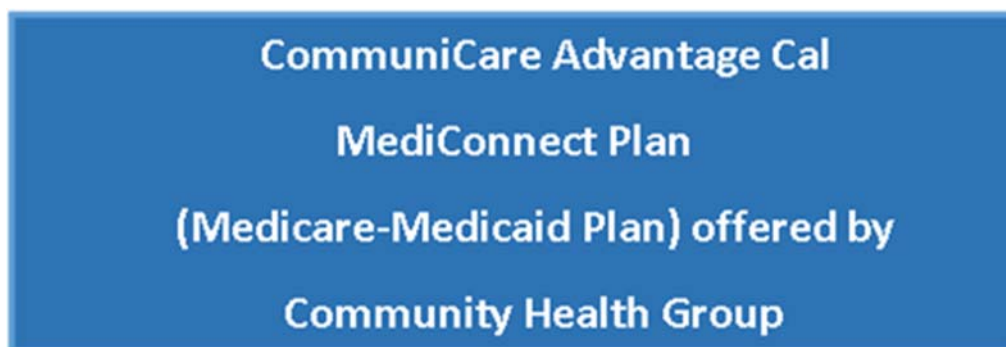 CommuniCare Advantage Cal
MediConnect Plan
(Medicare-Medicaid Plan) offered by
Community Health Group